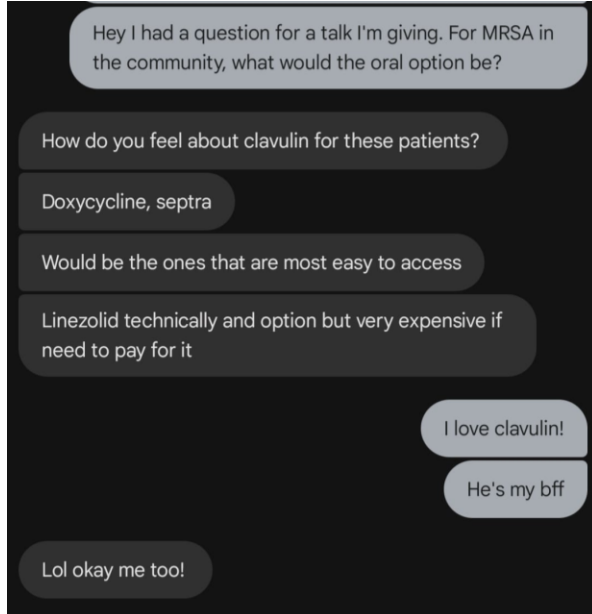 Hey I had a question for a talk I'm giving. For MRSA in
the community, what would the oral option be?
How do you feel about clavulin for these patients?
Doxycycline, septra
Would be the ones that are most easy to access
Linezolid technically and option but very expensive if
need to pay for it
I love clavulin!
He's my bff
Lol okay me too!